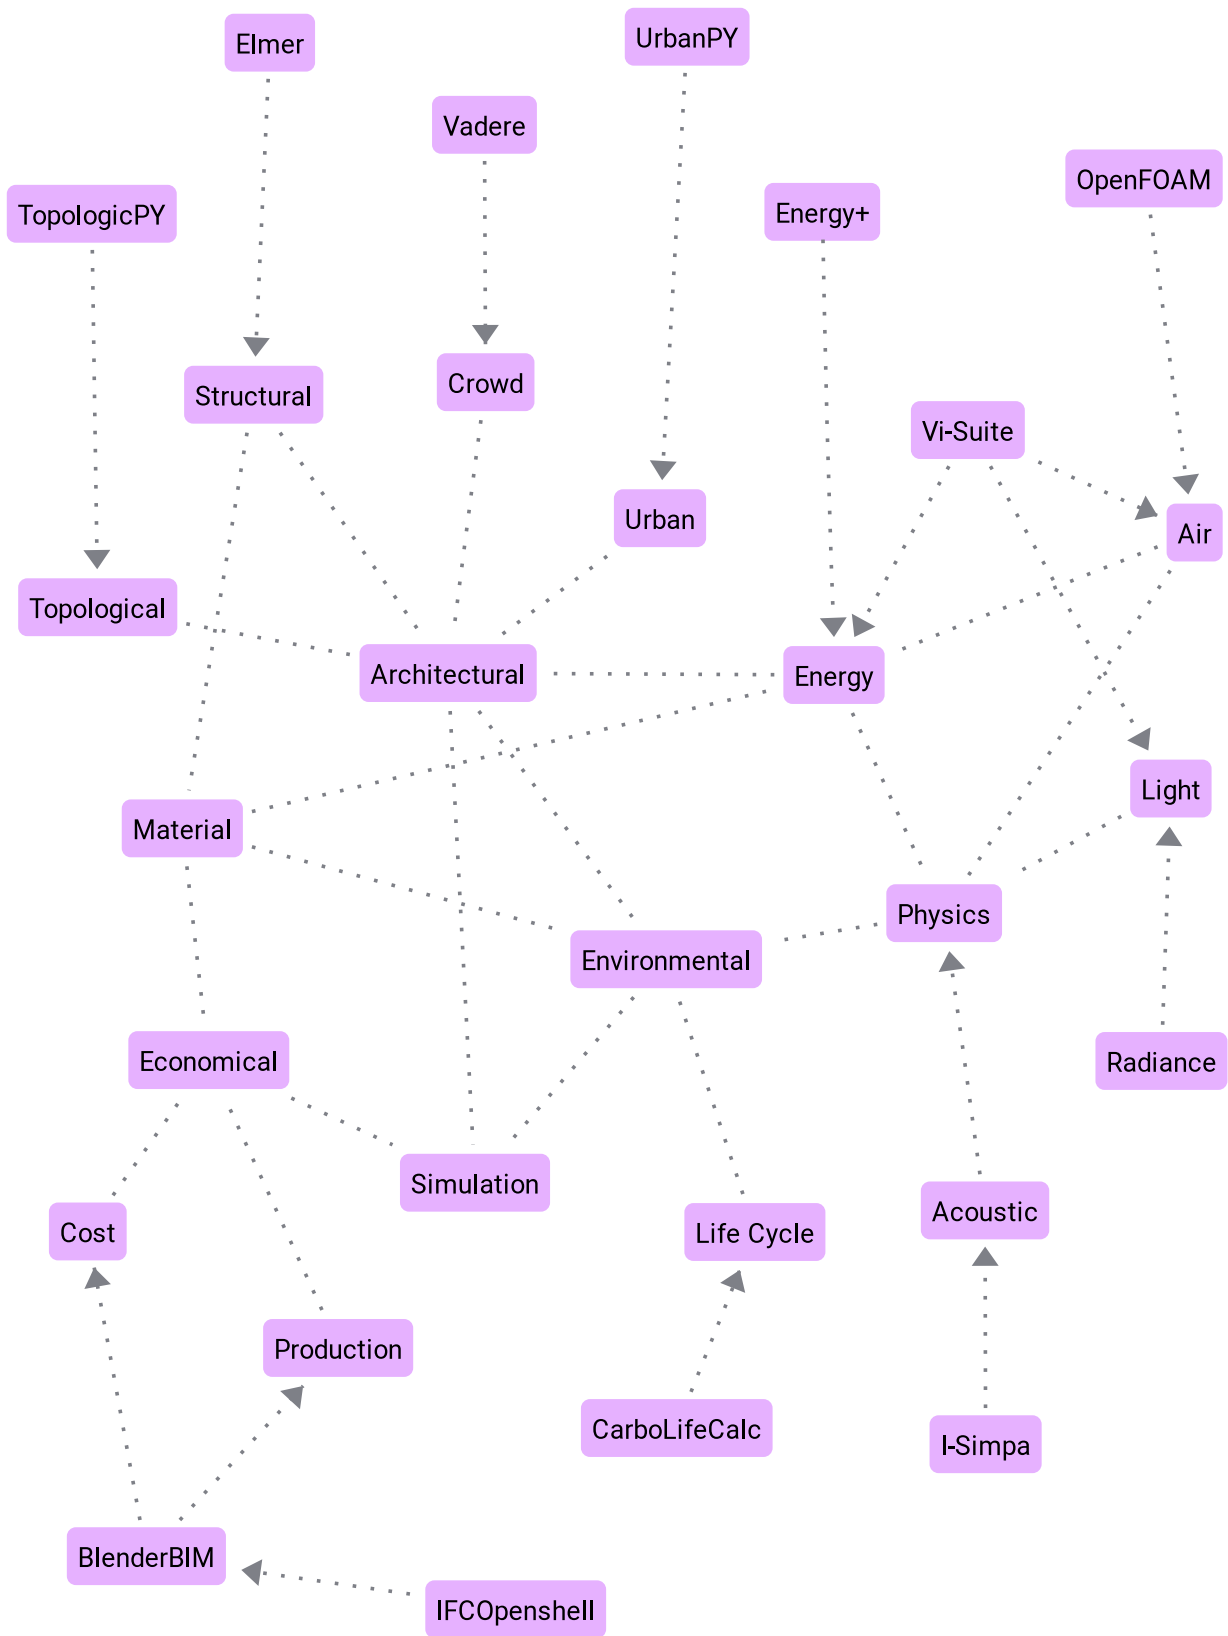 Elmer
UrbanPY
Vadere
OpenFOAM
TopologicPY
Energy+
Structural
Crowd
Vi-Suite
Urban
Air
Topological
Architectural
Energy
Light
Material
Physics
Environmental
Economical
Radiance
Simulation
Acoustic
Cost
Life Cycle
Production
CarboLifeCalc
I-Simpa
BlenderBIM
IFCOpenshell